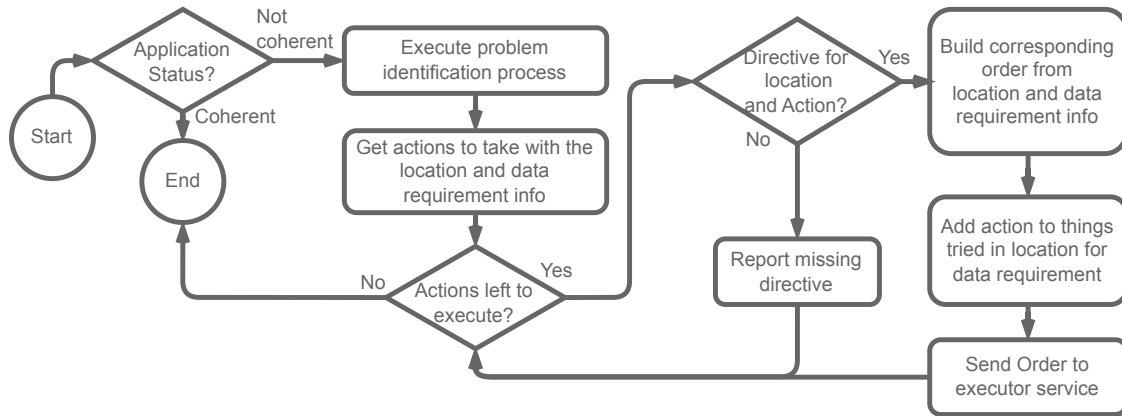 Start
Application
Status?
Not
coherent
Coherent
End
Execute problem
identification process
Get actions to take with the
location and data
requirement info
Actions left to
execute?
No
Yes
Directive for
location
and Action?
Yes
No
Report missing
directive
Build corresponding
order from
location and data
requirement info
Add action to things
tried in location for
data requirement
Send Order to
executor service